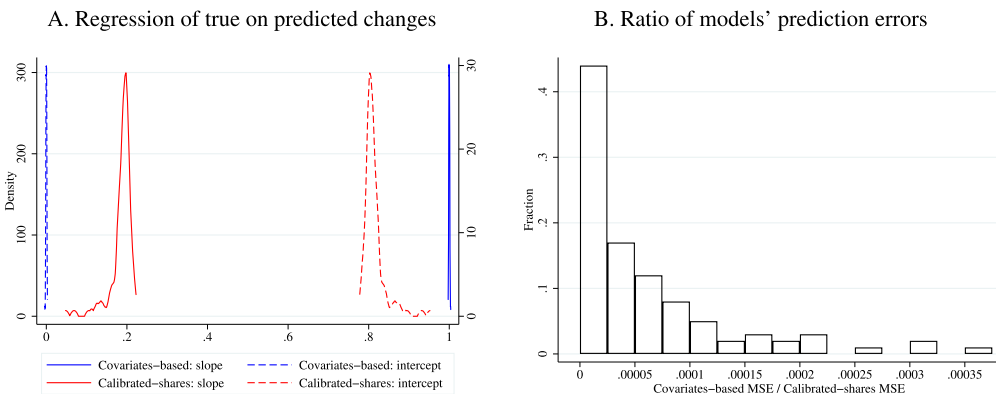 A. Regression of true on predicted changes
300
200
100
0
Density
30
20
10
0
0 .2 .4 .6 .8 1
Covariates−based: slope
Covariates−based: intercept
Calibrated−shares: slope
Calibrated−shares: intercept
B. Ratio of models’ prediction errors
.4
.3
.2
.1
0
Fraction
0 .00005 .0001 .00015 .0002 .00025 .0003 .00035
Covariates−based MSE / Calibrated−shares MSE